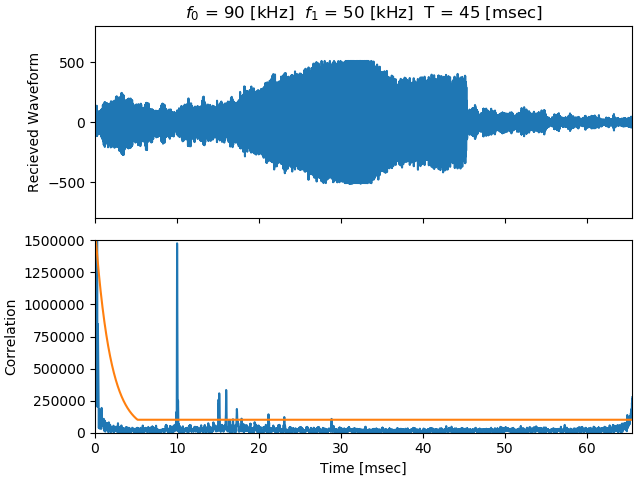 f₀ = 90 [kHz]  f₁ = 50 [kHz]  T = 45 [msec]
Recieved Waveform
500
0
−500
Correlation
1500000
1250000
1000000
750000
500000
250000
0
0 10 20 30 40 50 60
Time [msec]